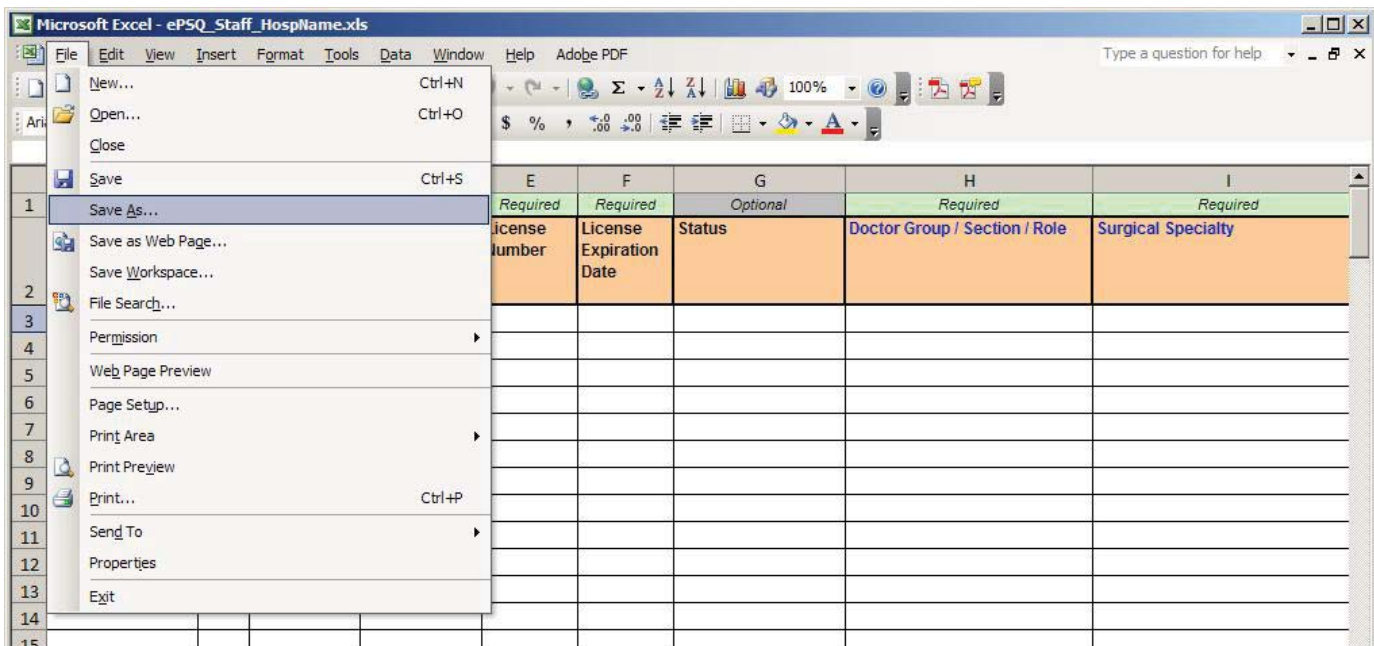 Microsoft Excel - ePSQ_Staff_HospName.xls
File Edit View Insert Format Tools Data Window Help Adobe PDF Type a question for help
New... Ctrl+N
100%
Open... Ctrl+O
Ari
$ % , .00 .00
Close
Save Ctrl+S
E F G H I
Save As...
1 Required Required Optional Required Required
License Expiration Date
Status
Doctor Group / Section / Role
Surgical Specialty
Save as Web Page...
Save Workspace...
2
File Search...
3
Permission
4
Web Page Preview
5
Page Setup...
6
Print Area
7
Print Preview
8
9
Print... Ctrl+P
10
Send To
11
Properties
12
Exit
13
14
15